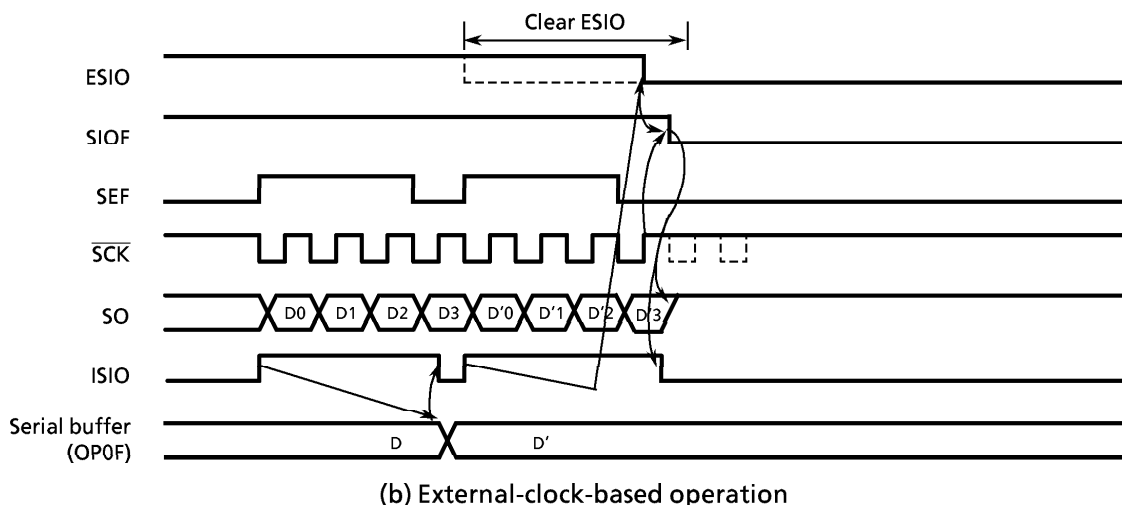 Clear ESIO
ESIO
SIOF
SEF
SCK
SO D0 D1 D2 D3 D'0 D'1 D'2 D'3
ISIO
Serial buffer
(OP0F) D D'
(b) External-clock-based operation